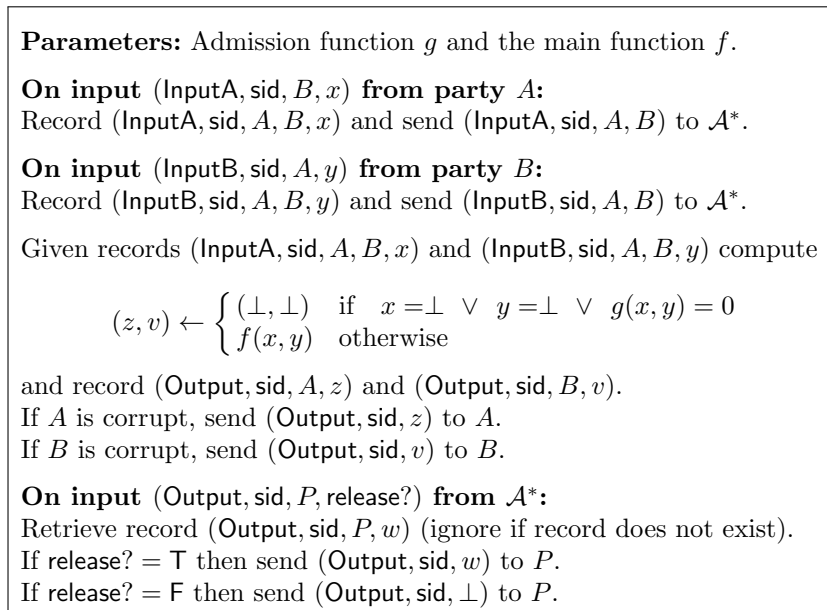 Parameters: Admission function g and the main function f.
On input (InputA, sid, B, x) from party A:
Record (InputA, sid, A, B, x) and send (InputA, sid, A, B) to 𝒜*.
On input (InputB, sid, A, y) from party B:
Record (InputB, sid, A, B, y) and send (InputB, sid, A, B) to 𝒜*.
Given records (InputA, sid, A, B, x) and (InputB, sid, A, B, y) compute
(z, v) ← { (⊥, ⊥) if x =⊥ ∨ y =⊥ ∨ g(x, y) = 0
f(x, y) otherwise
and record (Output, sid, A, z) and (Output, sid, B, v).
If A is corrupt, send (Output, sid, z) to A.
If B is corrupt, send (Output, sid, v) to B.
On input (Output, sid, P, release?) from 𝒜*:
Retrieve record (Output, sid, P, w) (ignore if record does not exist).
If release? = T then send (Output, sid, w) to P.
If release? = F then send (Output, sid, ⊥) to P.